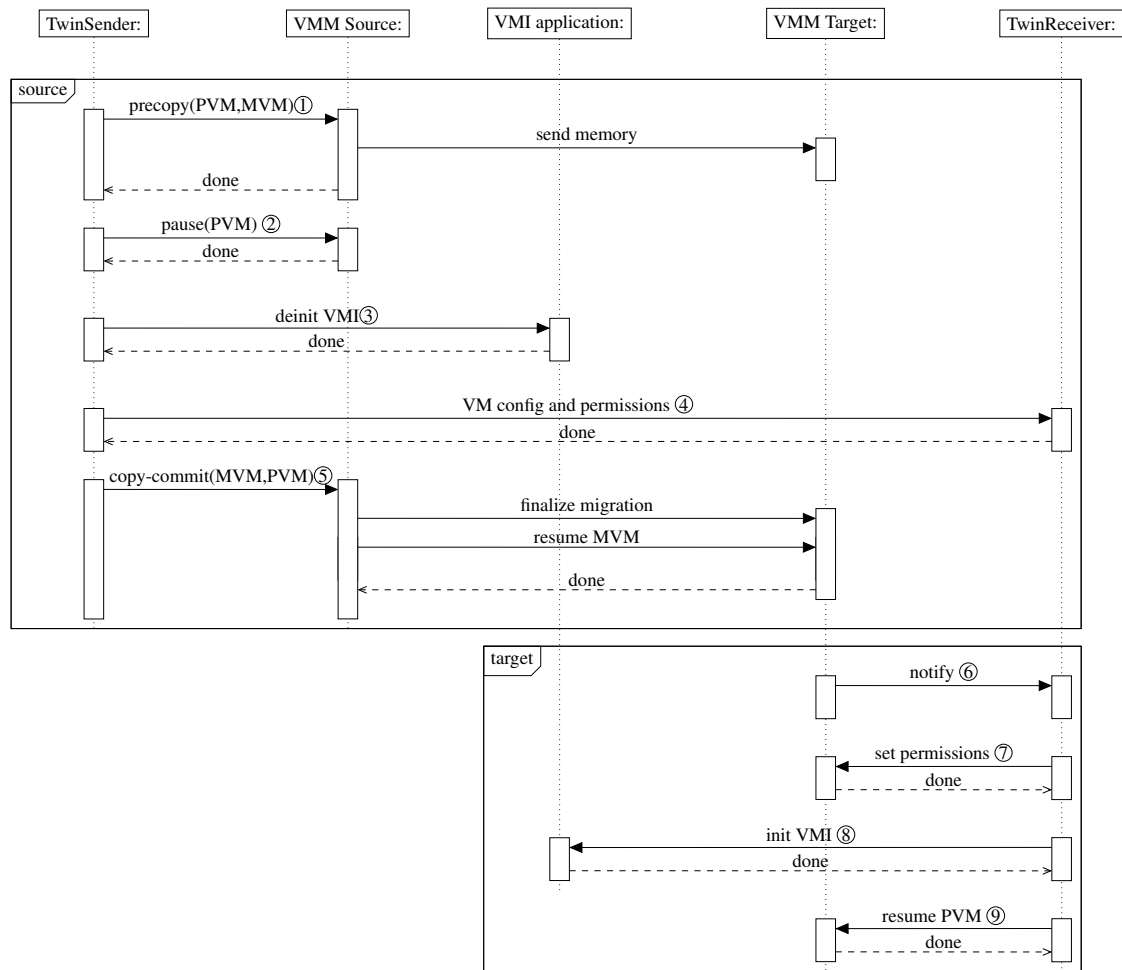 TwinSender:
VMM Source:
VMI application:
VMM Target:
TwinReceiver:
source
precopy(PVM,MVM)①
send memory
done
pause(PVM) ②
done
deinit VMI③
done
VM config and permissions ④
done
copy-commit(MVM,PVM)⑤
finalize migration
resume MVM
done
target
notify ⑥
set permissions ⑦
done
init VMI ⑧
done
resume PVM ⑨
done